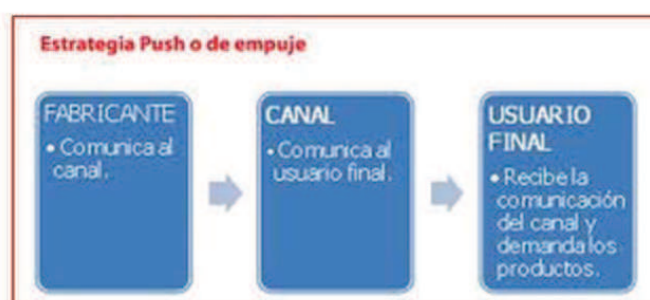 Estrategia Push o de empuje
FABRICANTE
• Comunica al
canal.
CANAL
• Comunica al
usuario final.
USUARIO
FINAL
• Recibe la
comunicación
del canal y
demanda los
productos.